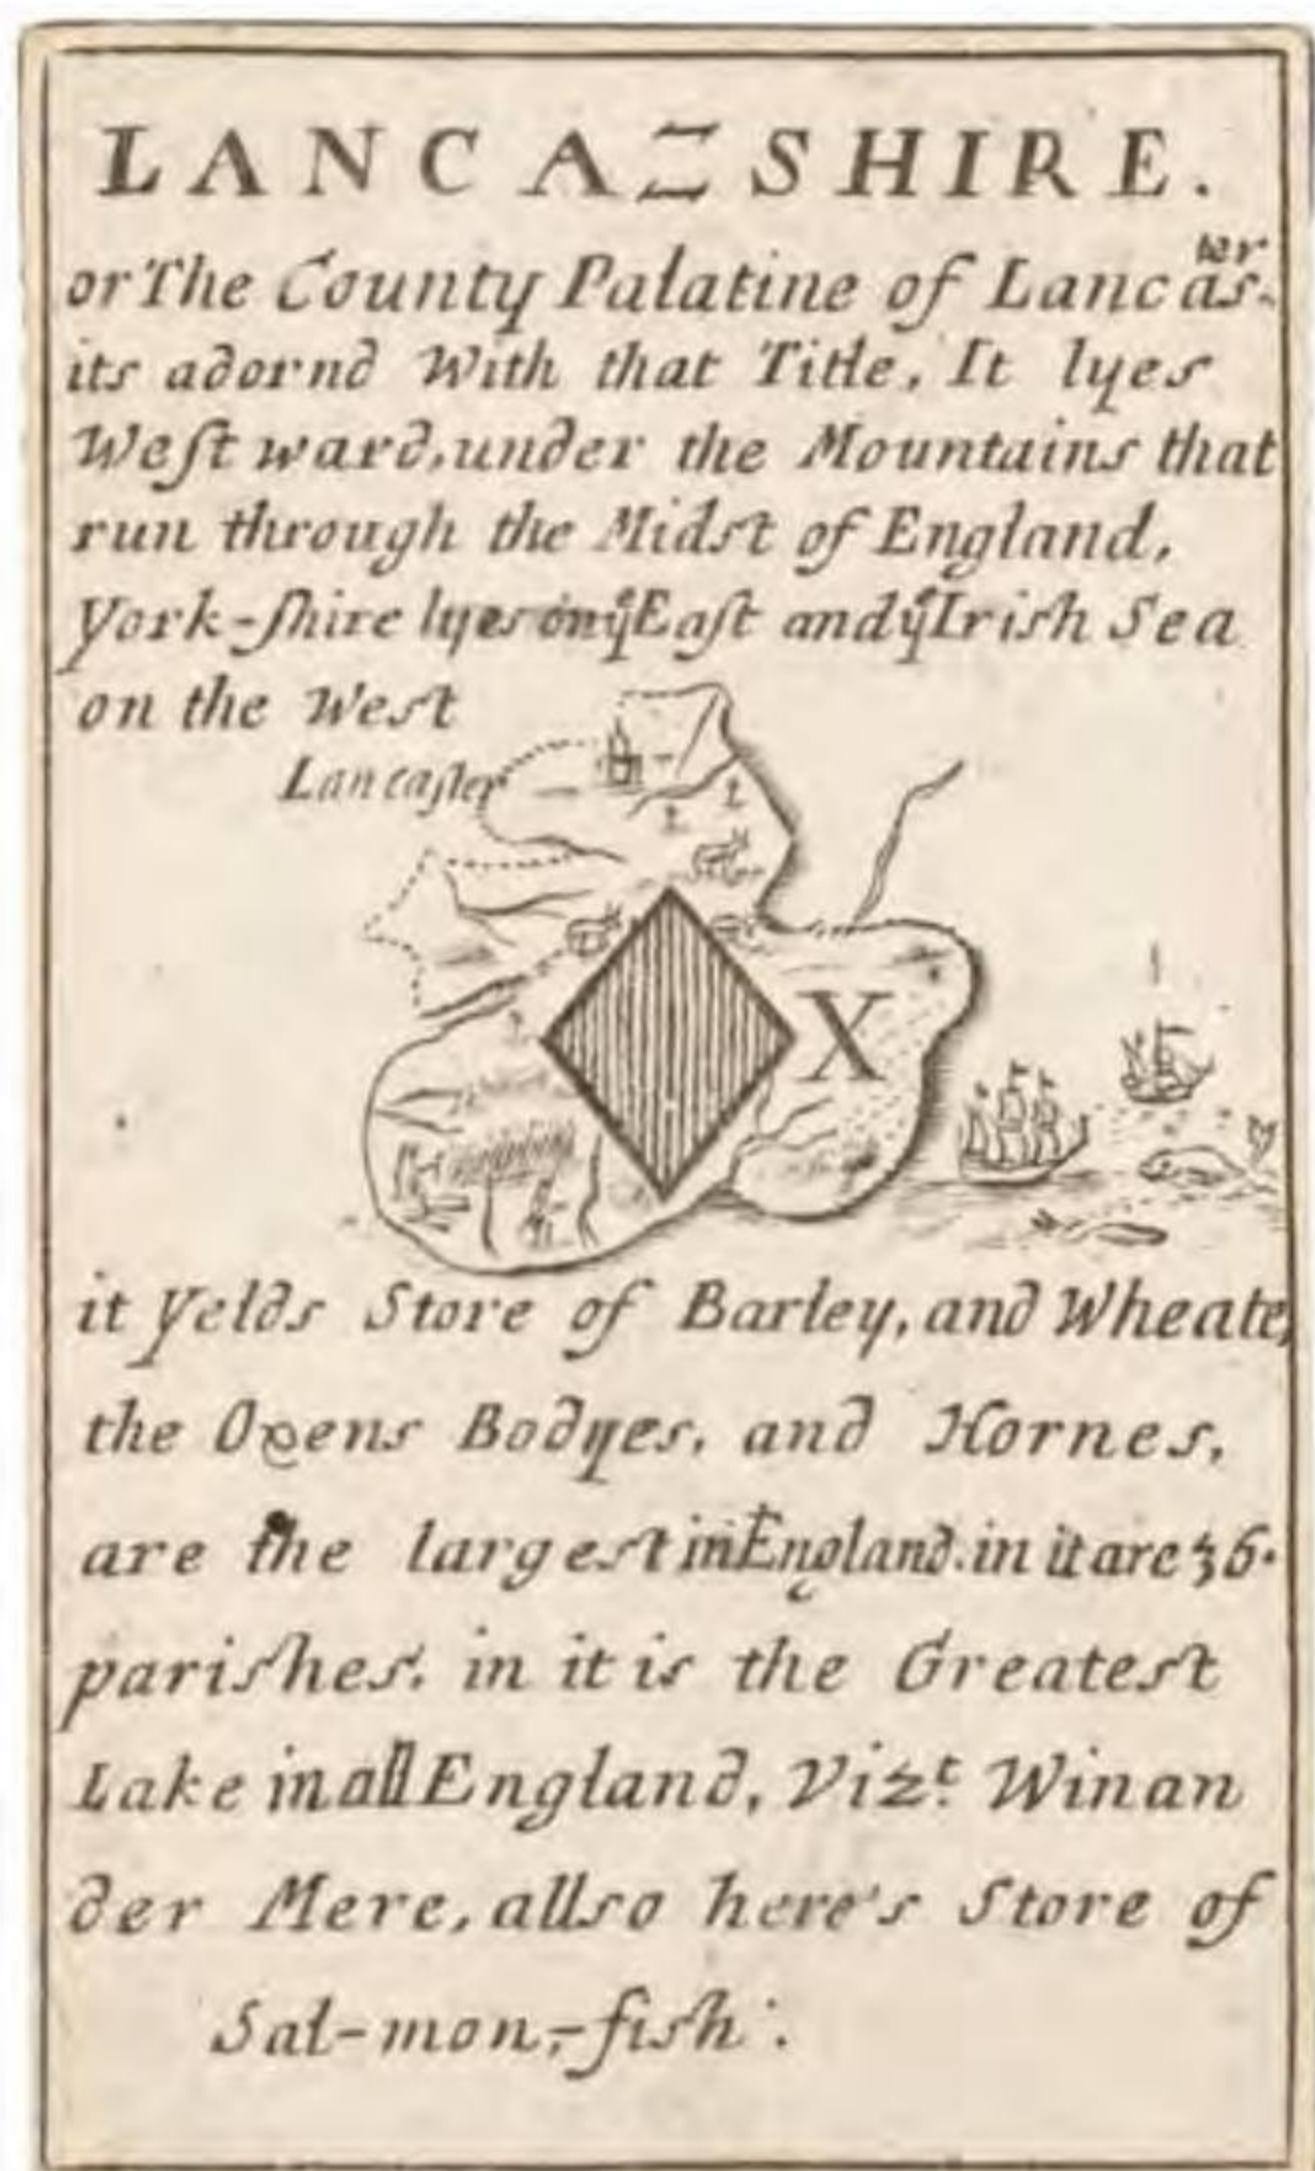 LANCAZSHIRE.
or The County Palatine of Lancaster
its adornd With that Title, It lyes
Weſt ward, under the Mountains that
run through the Midst of England,
York-ſhire lyes on yͤ Eaſt and yͤ Irish Sea
on the West
Lancaſter
X
it Yelds Store of Barley, and Wheate,
the Oxens Bodyes, and Hornes,
are the largest in England. in it are 36.
parishes. in it is the Greatest
Lake in all England, Vizᵗ. Winan
der Mere, allso here's Store of
Sal-mon,-fish: